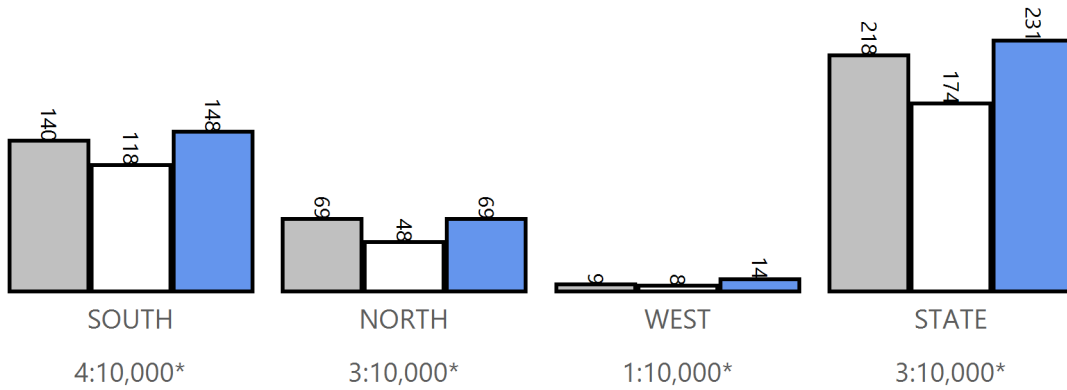 140 118 148 69 48 69 9 8 14 218 174 231
SOUTH NORTH WEST STATE
4:10,000* 3:10,000* 1:10,000* 3:10,000*